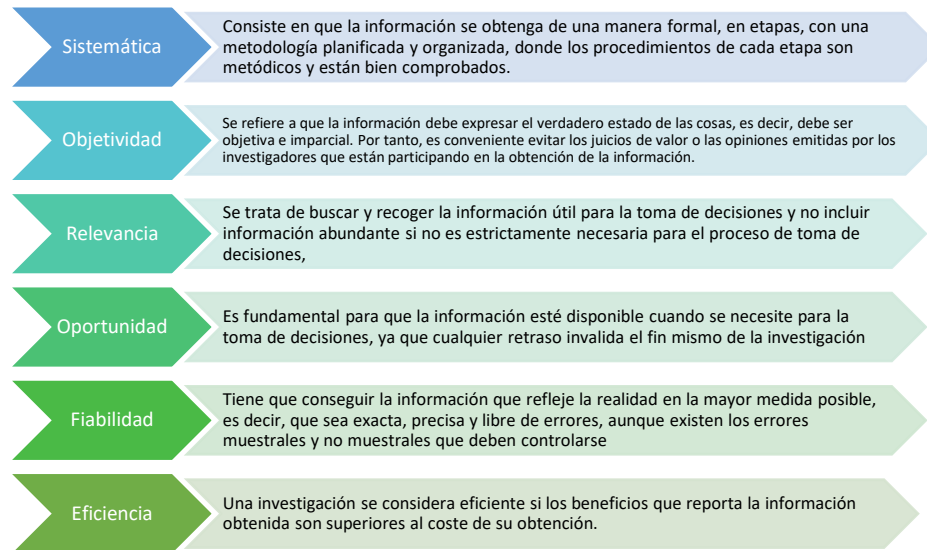 Sistemática
Consiste en que la información se obtenga de una manera formal, en etapas, con una
metodología planificada y organizada, donde los procedimientos de cada etapa son
metódicos y están bien comprobados.
Objetividad
Se refiere a que la información debe expresar el verdadero estado de las cosas, es decir, debe ser
objetiva e imparcial. Por tanto, es conveniente evitar los juicios de valor o las opiniones emitidas por los
investigadores que están participando en la obtención de la información.
Relevancia
Se trata de buscar y recoger la información útil para la toma de decisiones y no incluir
información abundante si no es estrictamente necesaria para el proceso de toma de
decisiones,
Oportunidad
Es fundamental para que la información esté disponible cuando se necesite para la
toma de decisiones, ya que cualquier retraso invalida el fin mismo de la investigación
Fiabilidad
Tiene que conseguir la información que refleje la realidad en la mayor medida posible,
es decir, que sea exacta, precisa y libre de errores, aunque existen los errores
muestrales y no muestrales que deben controlarse
Eficiencia
Una investigación se considera eficiente si los beneficios que reporta la información
obtenida son superiores al coste de su obtención.